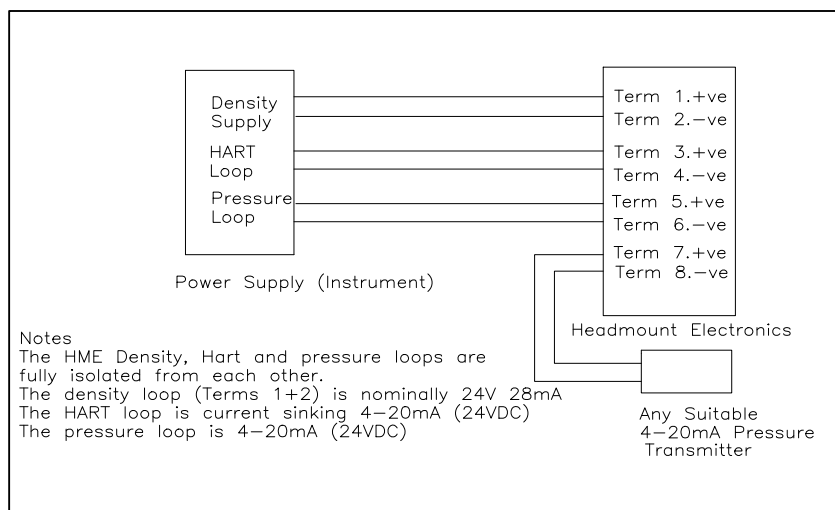 Density
Supply
HART
Loop
Pressure
Loop
Power Supply (Instrument)
Term 1.+ve
Term 2.-ve
Term 3.+ve
Term 4.-ve
Term 5.+ve
Term 6.-ve
Term 7.+ve
Term 8.-ve
Headmount Electronics
Any Suitable
4-20mA Pressure
Transmitter
Notes
The HME Density, Hart and pressure loops are
fully isolated from each other.
The density loop (Terms 1+2) is nominally 24V 28mA
The HART loop is current sinking 4-20mA (24VDC)
The pressure loop is 4-20mA (24VDC)